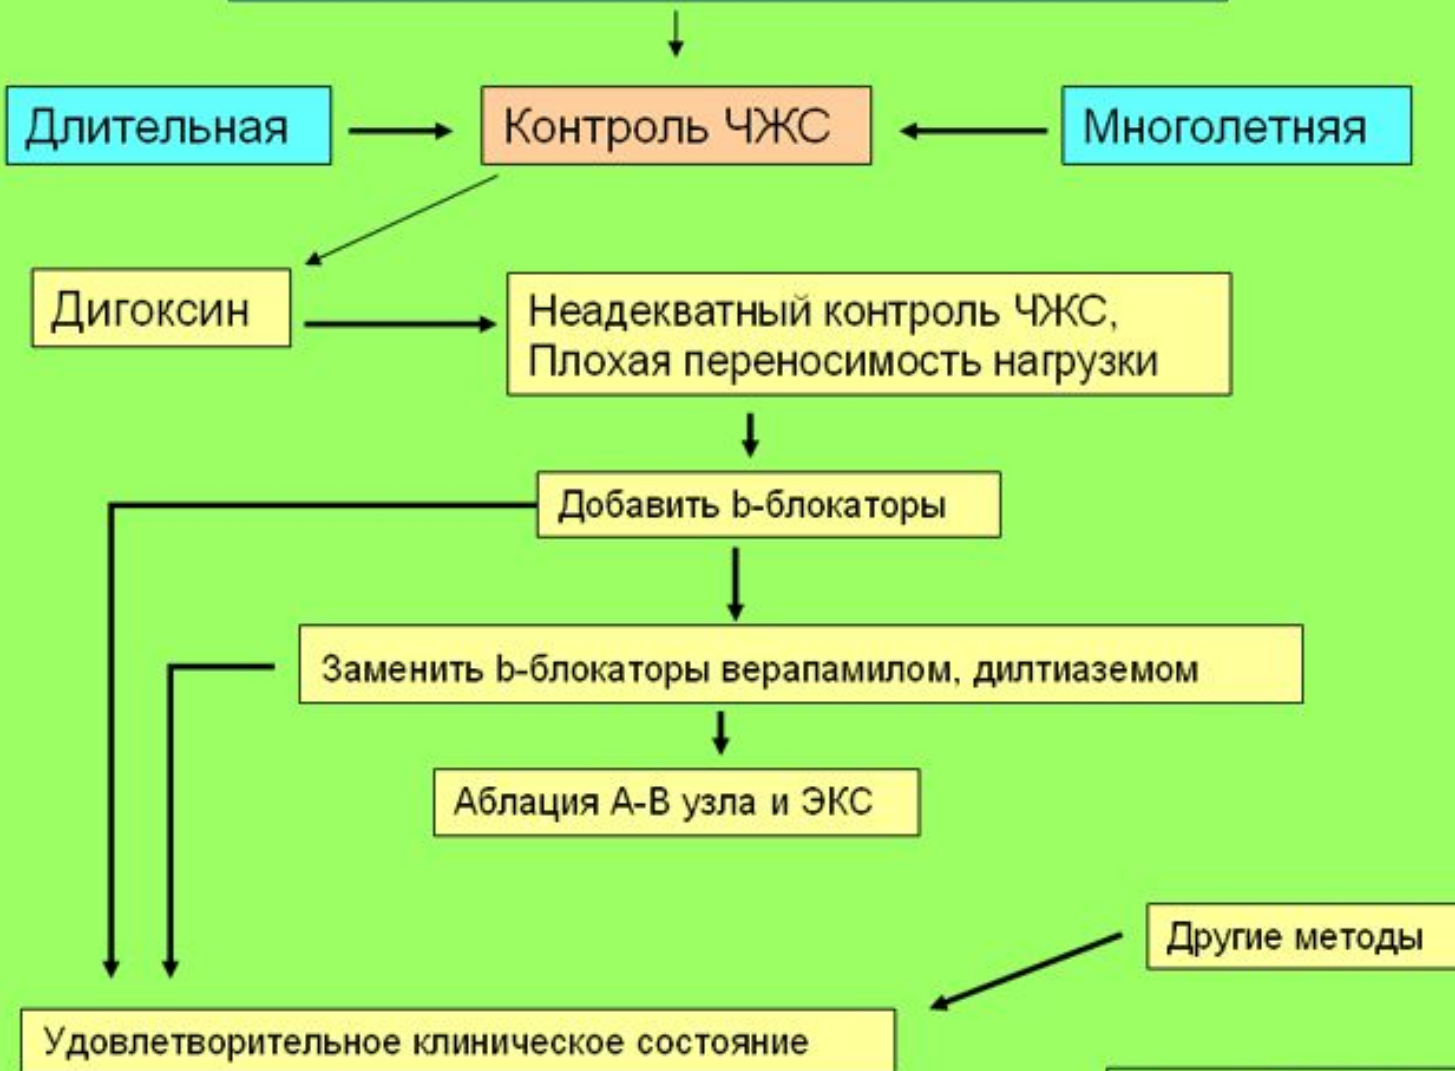 Длительная
Контроль ЧЖС
Многолетняя
Дигоксин
Неадекватный контроль ЧЖС,
Плохая переносимость нагрузки
Добавить b-блокаторы
Заменить b-блокаторы верапамилом, дилтиаземом
Аблация А-В узла и ЭКС
Другие методы
Удовлетворительное клиническое состояние